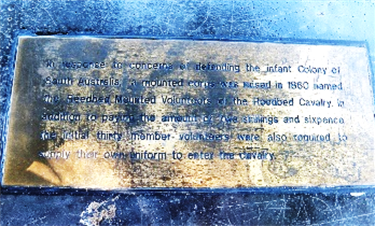 In response to concerns of defending the infant Colony of
South Australia, a mounted corps was raised in 1860 named
the Reedbed Mounted Volunteers or the Reedbed Cavalry. In
addition to paying the amount of two shillings and sixpence
the initial thirty member volunteers were also required to
supply their own uniform to enter the Cavalry.